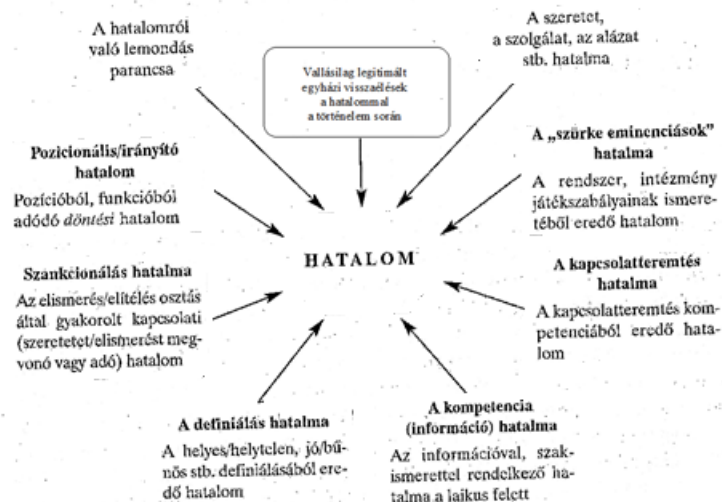 A hatalomról
való lemondás
parancsa
Vallásilag legitimált
egyházi visszaélések
a hatalommal
a történelem során
A szeretet,
a szolgálat, az alázat
stb. hatalma
Pozicionális/irányító
hatalom
Pozícióból, funkcióból
adódó döntési hatalom
A „szürke eminenciások”
hatalma
A rendszer, intézmény
játékszabályainak ismere-
téből eredő hatalom
HATALOM
Szankcionálás hatalma
Az elismerés/elítélés osztás
által gyakorolt kapcsolati
(szeretetet/elismerést meg-
vonó vagy adó) hatalom
A kapcsolatteremtés
hatalma
A kapcsolatteremtés kom-
petenciából eredő hata-
lom
A definiálás hatalma
A helyes/helytelen, jó/bű-
nös stb. definiálásából ere-
dő hatalom
A kompetencia
(információ) hatalma
Az információval, szak-
ismerettel rendelkező ha-
talma a laikus felett